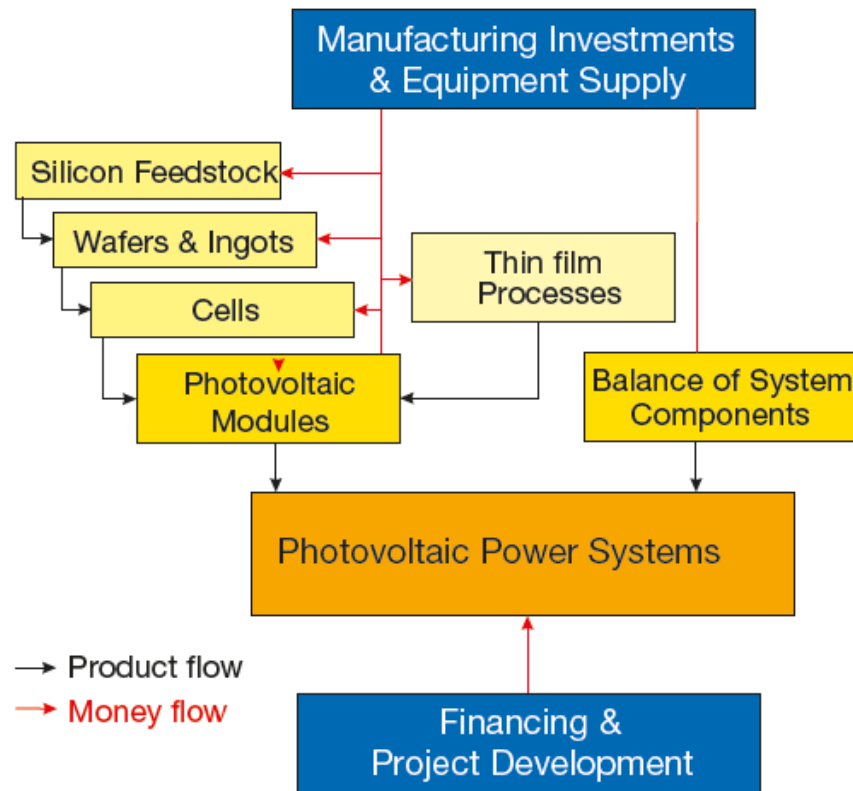 Manufacturing Investments
& Equipment Supply
Silicon Feedstock
Wafers & Ingots
Thin film
Processes
Cells
Photovoltaic
Modules
Balance of System
Components
Photovoltaic Power Systems
Product flow
Money flow
Financing &
Project Development